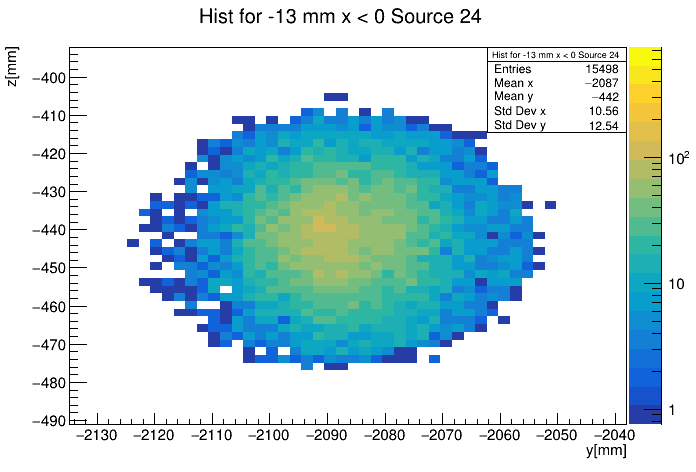 Hist for -13 mm x < 0 Source 24
z[mm]
Hist for -13 mm x < 0 Source 24
Entries 15498
Mean x −2087
Mean y −442
Std Dev x 10.56
Std Dev y 12.54
−400
−410
−420
−430
−440
−450
−460
−470
−480
−490
10²
10
1
−2130 −2120 −2110 −2100 −2090 −2080 −2070 −2060 −2050 −2040
y[mm]